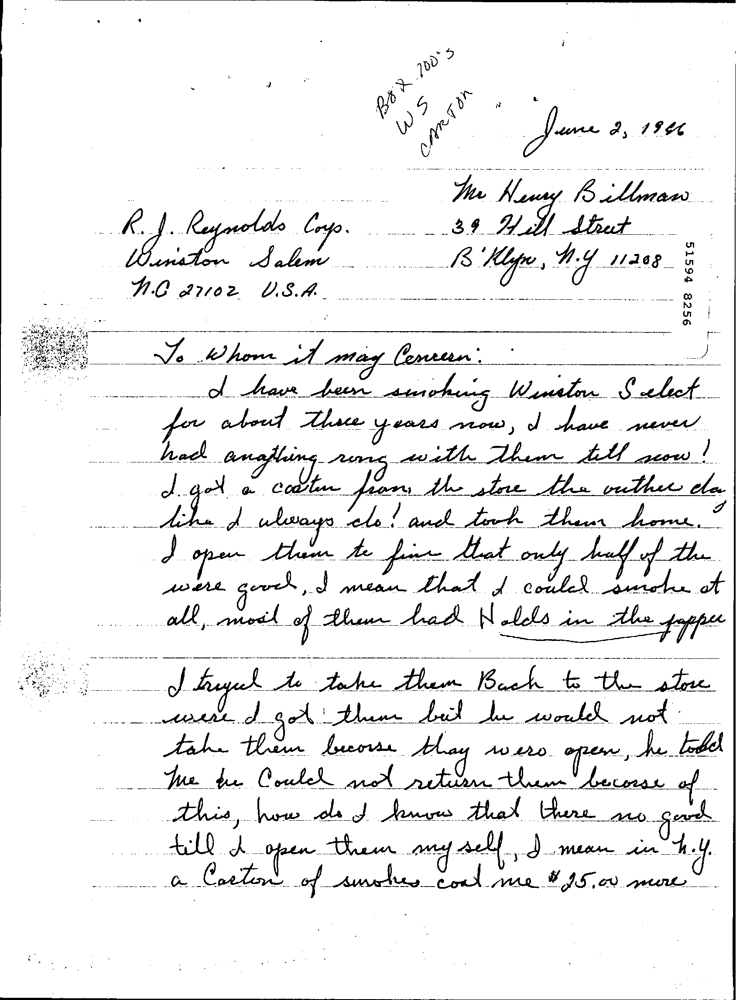 Box 100's
WS
CARTON
June 2, 1996
Mr Henry Billman
39 Hill Street
B'Klyn, N.Y 11208
R. J. Reynolds Corp.
Winston Salem
N.C 27102 U.S.A.
51594 8256
To Whom it may Concern:
I have been smoking Winston Select
for about three years now, I have never
had anything rong with them till now!
I got a carton from the store the outher day
like I always do! and took them home.
I open them to fine that only half of the
were good, I mean that I could smoke at
all, most of them had Holds in the papper
I tryed to take them Back to the store
were I got them but he would not
take them becorse thay were open, he told
me he Could not return them becorse of
this, how do I know that there no good
till I open them my self, I mean in N.Y.
a Carton of smokes cost me $25.00 more